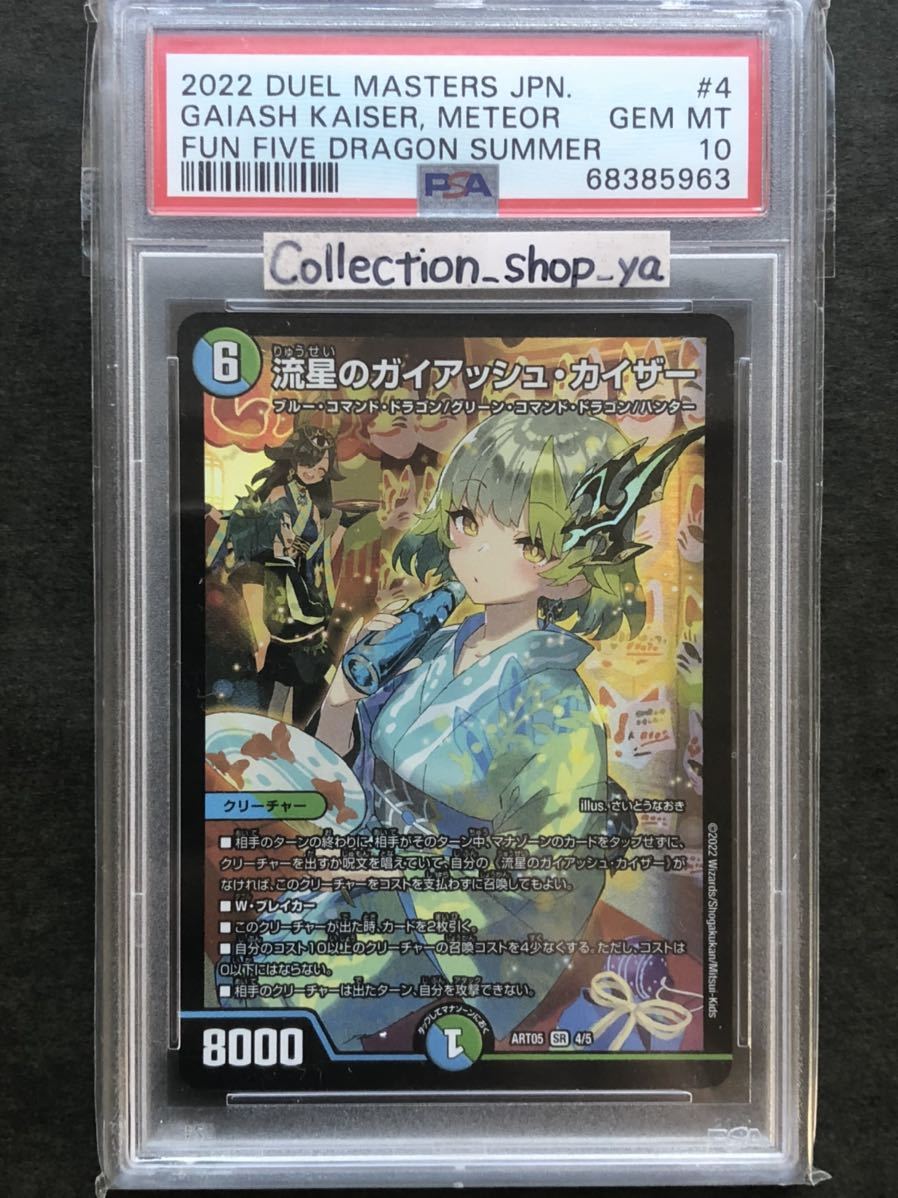 2022 DUEL MASTERS JPN. #4
GAIASH KAISER, METEOR GEM MT
FUN FIVE DRAGON SUMMER 10
PSA 68385963
Collection_shop_ya
6
りゅうせい
流星のガイアッシュ・カイザー
ブルー・コマンド・ドラゴン/グリーン・コマンド・ドラゴン/ハンター
クリーチャー
illus. さいとうなおき
■相手のターンの終わりに、相手がそのターン中、マナゾーンのカードをタップせずに、
クリーチャーを出すか呪文を唱えていて、自分の《流星のガイアッシュ・カイザー》が
なければ、このクリーチャーをコストを支払わずに召喚してもよい。
■W・ブレイカー
■このクリーチャーが出た時、カードを2枚引く。
■自分のコスト10以上のクリーチャーの召喚コストを4少なくする。ただし、コストは
0以下にはならない。
■相手のクリーチャーは出たターン、自分を攻撃できない。
©2022 Wizards/Shogakukan/Mitsui-Kids
8000
タップしてマナゾーンにおく
1
ART05 SR 4/5